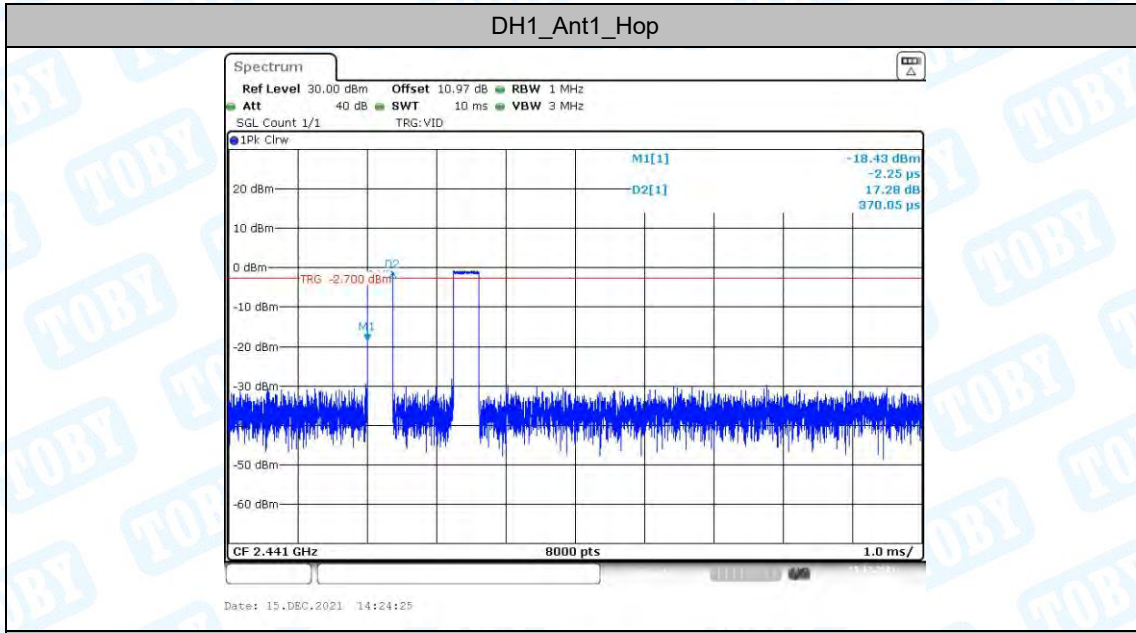 DH1_Ant1_Hop
Spectrum
Ref Level 30.00 dBm Offset 10.97 dB RBW 1 MHz
Att 40 dB SWT 10 ms VBW 3 MHz
SGL Count 1/1 TRG:VID
1Pk Clrw
M1[1] -18.43 dBm
-2.25 µs
20 dBm D2[1] 17.28 dB
370.05 µs
10 dBm
D2
0 dBm
TRG -2.700 dBm
-10 dBm
M1
-20 dBm
-30 dBm
-50 dBm
-60 dBm
CF 2.441 GHz 8000 pts 1.0 ms/
Date: 15.DEC.2021 14:24:25
TOBY